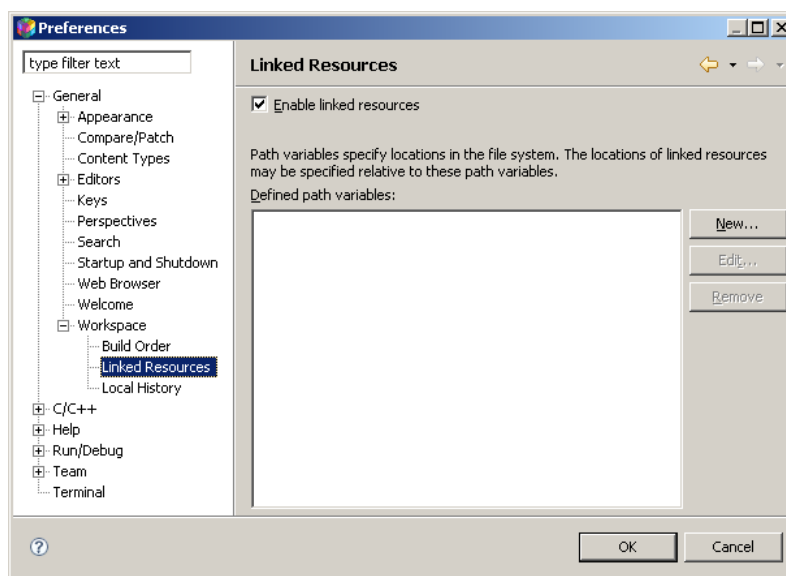 Preferences
type filter text
Linked Resources
General
Appearance
Compare/Patch
Content Types
Editors
Keys
Perspectives
Search
Startup and Shutdown
Web Browser
Welcome
Workspace
Build Order
Linked Resources
Local History
C/C++
Help
Run/Debug
Team
Terminal
Enable linked resources
Path variables specify locations in the file system. The locations of linked resources
may be specified relative to these path variables.
Defined path variables:
New...
Edit...
Remove
OK
Cancel